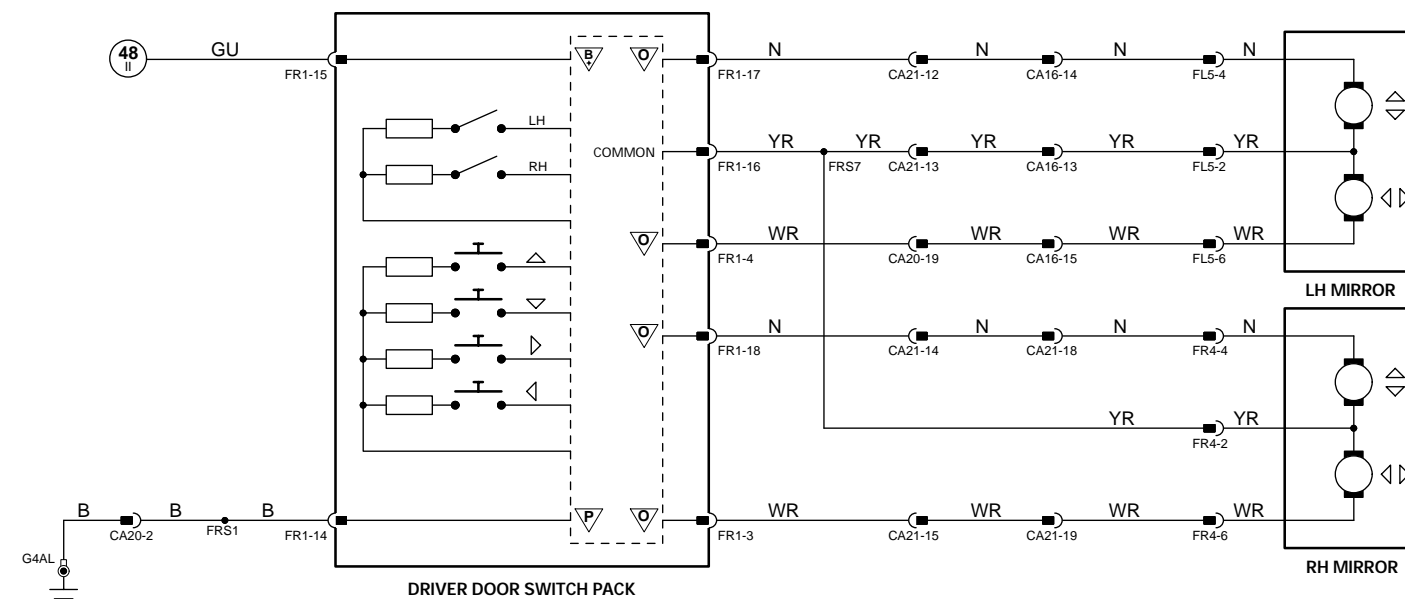 48 GU FR1-15 B+ O FR1-17 N CA21-12 N CA16-14 N FL5-4 N
II
LH
RH COMMON FR1-16 YR FRS7 YR CA21-13 YR CA16-13 YR FL5-2 YR
O FR1-4 WR CA20-19 WR CA16-15 WR FL5-6 WR
LH MIRROR
O FR1-18 N CA21-14 N CA21-18 N FR4-4 N
YR FR4-2 YR
B CA20-2 B FRS1 B FR1-14 P O FR1-3 WR CA21-15 WR CA21-19 WR FR4-6 WR
G4AL
RH MIRROR
DRIVER DOOR SWITCH PACK